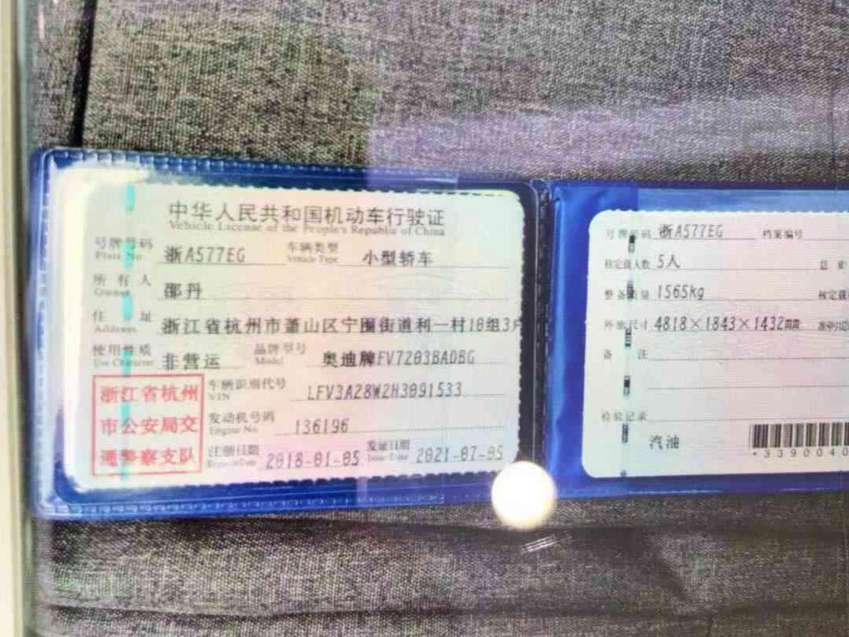 中华人民共和国机动车行驶证
Vehicle License of the People's Republic of China
号牌号码 Plate No. 浙A577EG 车辆类型 Vehicle Type 小型轿车
所有人 Owner 邵丹
住址 Address 浙江省杭州市萧山区宁围街道利一村18组3户
使用性质 Use Character 非营运 品牌型号 Model 奥迪牌FV7203BADBG
浙江省杭州
市公安局交
通警察支队
车辆识别代号 VIN LFV3A28W2H3091533
发动机号码 Engine No. 136196
注册日期 2018-01-05 发证日期 Issue Date 2021-07-05
号牌号码 浙A577EG 档案编号
核定载人数 5人
整备质量 1565kg 核定载
外廓尺寸 4818×1843×1432
备注
检验记录
汽油
*3390040